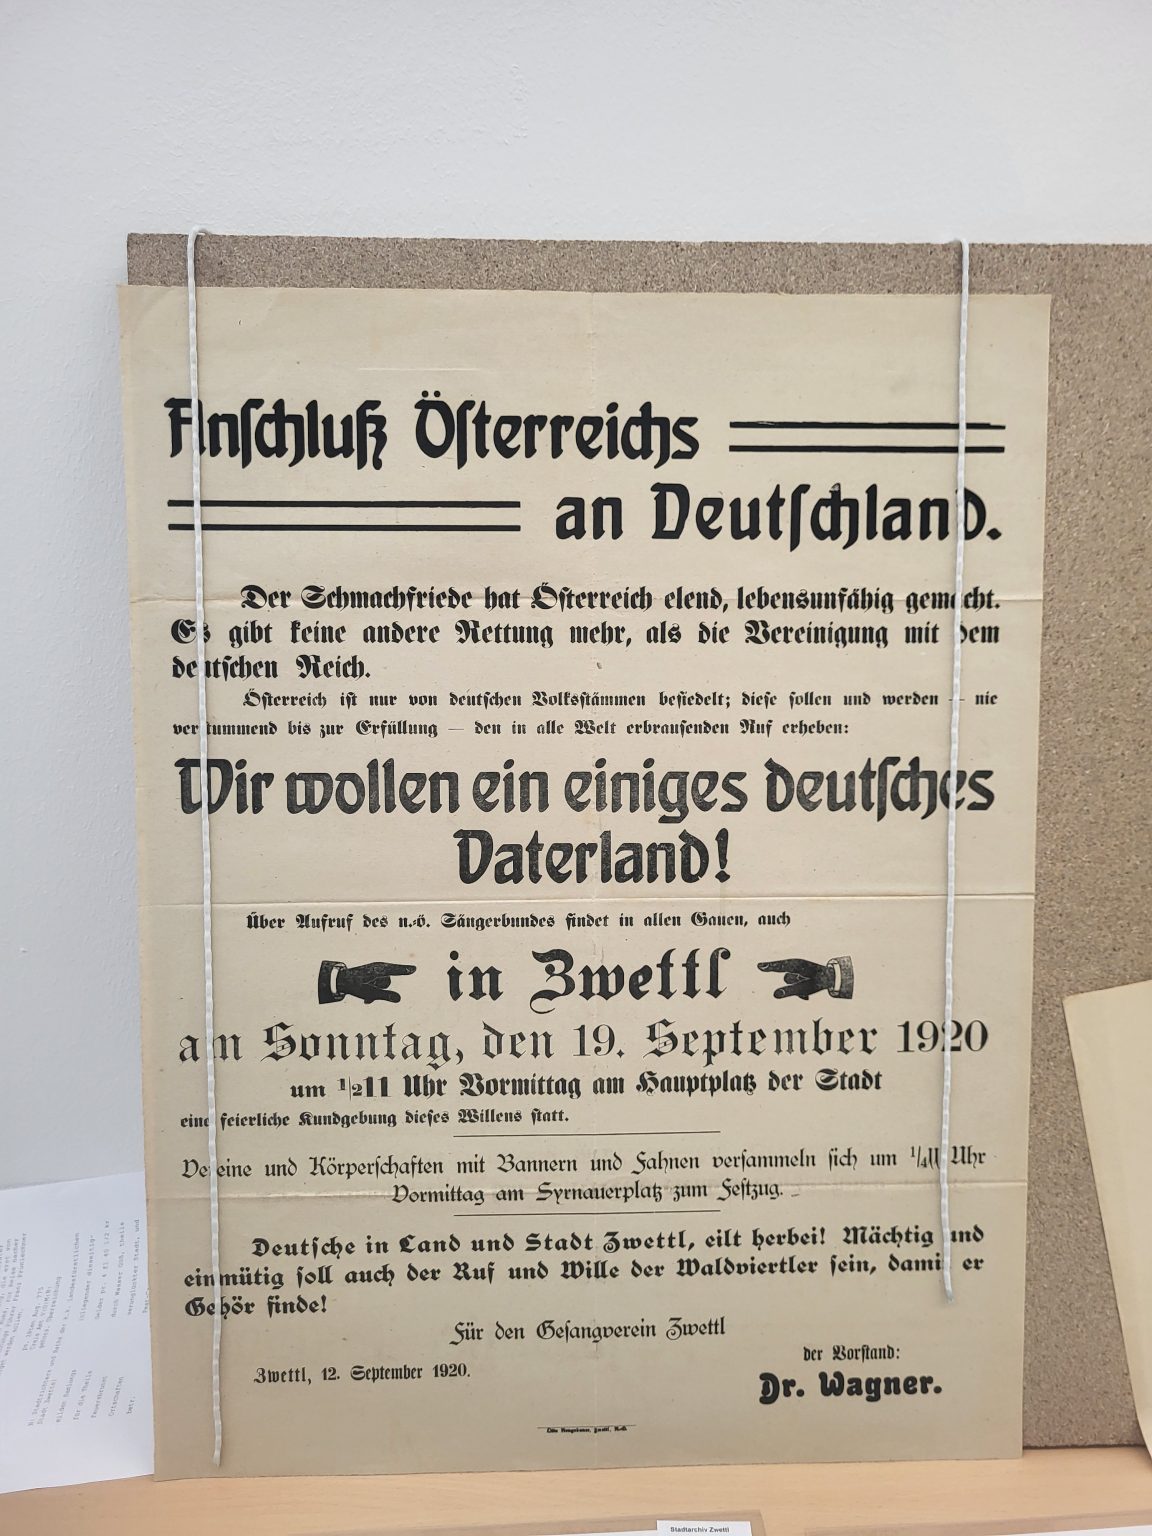 Anschluß Österreichs
an Deutschland.
Der Schmachfriede hat Österreich elend, lebensunfähig gemacht.
Es gibt keine andere Rettung mehr, als die Vereinigung mit dem
deutschen Reich.
Österreich ist nur von deutschen Volksstämmen besiedelt; diese sollen und werden — nie
verstummend bis zur Erfüllung — den in alle Welt erbrausenden Ruf erheben:
Wir wollen ein einiges deutsches
Vaterland!
Über Aufruf des n.-ö. Sängerbundes findet in allen Gauen, auch
in Zwettl
am Sonntag, den 19. September 1920
um ½11 Uhr Vormittag am Hauptplatz der Stadt
eine feierliche Kundgebung dieses Willens statt.
Vereine und Körperschaften mit Bannern und Fahnen versammeln sich um ¼11 Uhr
Vormittag am Syrnauerplatz zum Festzug.
Deutsche in Land und Stadt Zwettl, eilt herbei! Mächtig und
einmütig soll auch der Ruf und Wille der Waldviertler sein, damit er
Gehör finde!
Für den Gesangverein Zwettl
der Vorstand:
Zwettl, 12. September 1920.
Dr. Wagner.
Zwettl, N.-Ö.
Stadtarchiv Zwettl